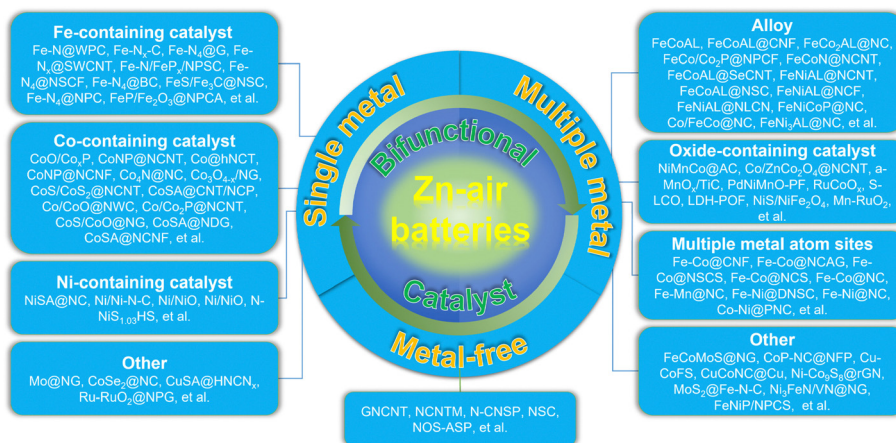 Fe-containing catalyst
Fe-N@WPC, Fe-Nₓ-C, Fe-N₄@G, Fe-
Nₓ@SWCNT, Fe-N/FePₓ/NPSC, Fe-
N₄@NSCF, Fe-N₄@BC, FeS/Fe₃C@NSC,
Fe-N₄@NPC, FeP/Fe₂O₃@NPCA, et al.
Co-containing catalyst
CoO/CoₓP, CoNP@NCNT, Co@hNCT,
CoNP@NCNF, Co₄N@NC, Co₃O₄₋ₓ/NG,
CoS/CoS₂@NCNT, CoSA@CNT/NCP,
Co/CoO@NWC, Co/Co₂P@NCNT,
CoS/CoO@NG, CoSA@NDG,
CoSA@NCNF, et al.
Ni-containing catalyst
NiSA@NC, Ni/Ni-N-C, Ni/NiO, Ni/NiO, N-
NiS₁.₀₃HS, et al.
Other
Mo@NG, CoSe₂@NC, CuSA@HNCNₓ,
Ru-RuO₂@NPG, et al.
Single metal
Multiple metal
Metal-free
Bifunctional
Zn-air
batteries
Catalyst
GNCNT, NCNTM, N-CNSP, NSC,
NOS-ASP, et al.
Alloy
FeCoAL, FeCoAL@CNF, FeCo₂AL@NC,
FeCo/Co₂P@NPCF, FeCoN@NCNT,
FeCoAL@SeCNT, FeNiAL@NCNT,
FeCoAL@NSC, FeNiAL@NCF,
FeNiAL@NLCN, FeNiCoP@NC,
Co/FeCo@NC, FeNi₃AL@NC, et al.
Oxide-containing catalyst
NiMnCo@AC, Co/ZnCo₂O₄@NCNT, a-
MnOₓ/TiC, PdNiMnO-PF, RuCoOₓ, S-
LCO, LDH-POF, NiS/NiFe₂O₄, Mn-RuO₂,
et al.
Multiple metal atom sites
Fe-Co@CNF, Fe-Co@NCAG, Fe-
Co@NSCS, Fe-Co@NCS, Fe-Co@NC,
Fe-Mn@NC, Fe-Ni@DNSC, Fe-Ni@NC,
Co-Ni@PNC, et al.
Other
FeCoMoS@NG, CoP-NC@NFP, Cu-
CoFS, CuCoNC@Cu, Ni-Co₉S₈@rGN,
MoS₂@Fe-N-C, Ni₃FeN/VN@NG,
FeNiP/NPCS, et al.